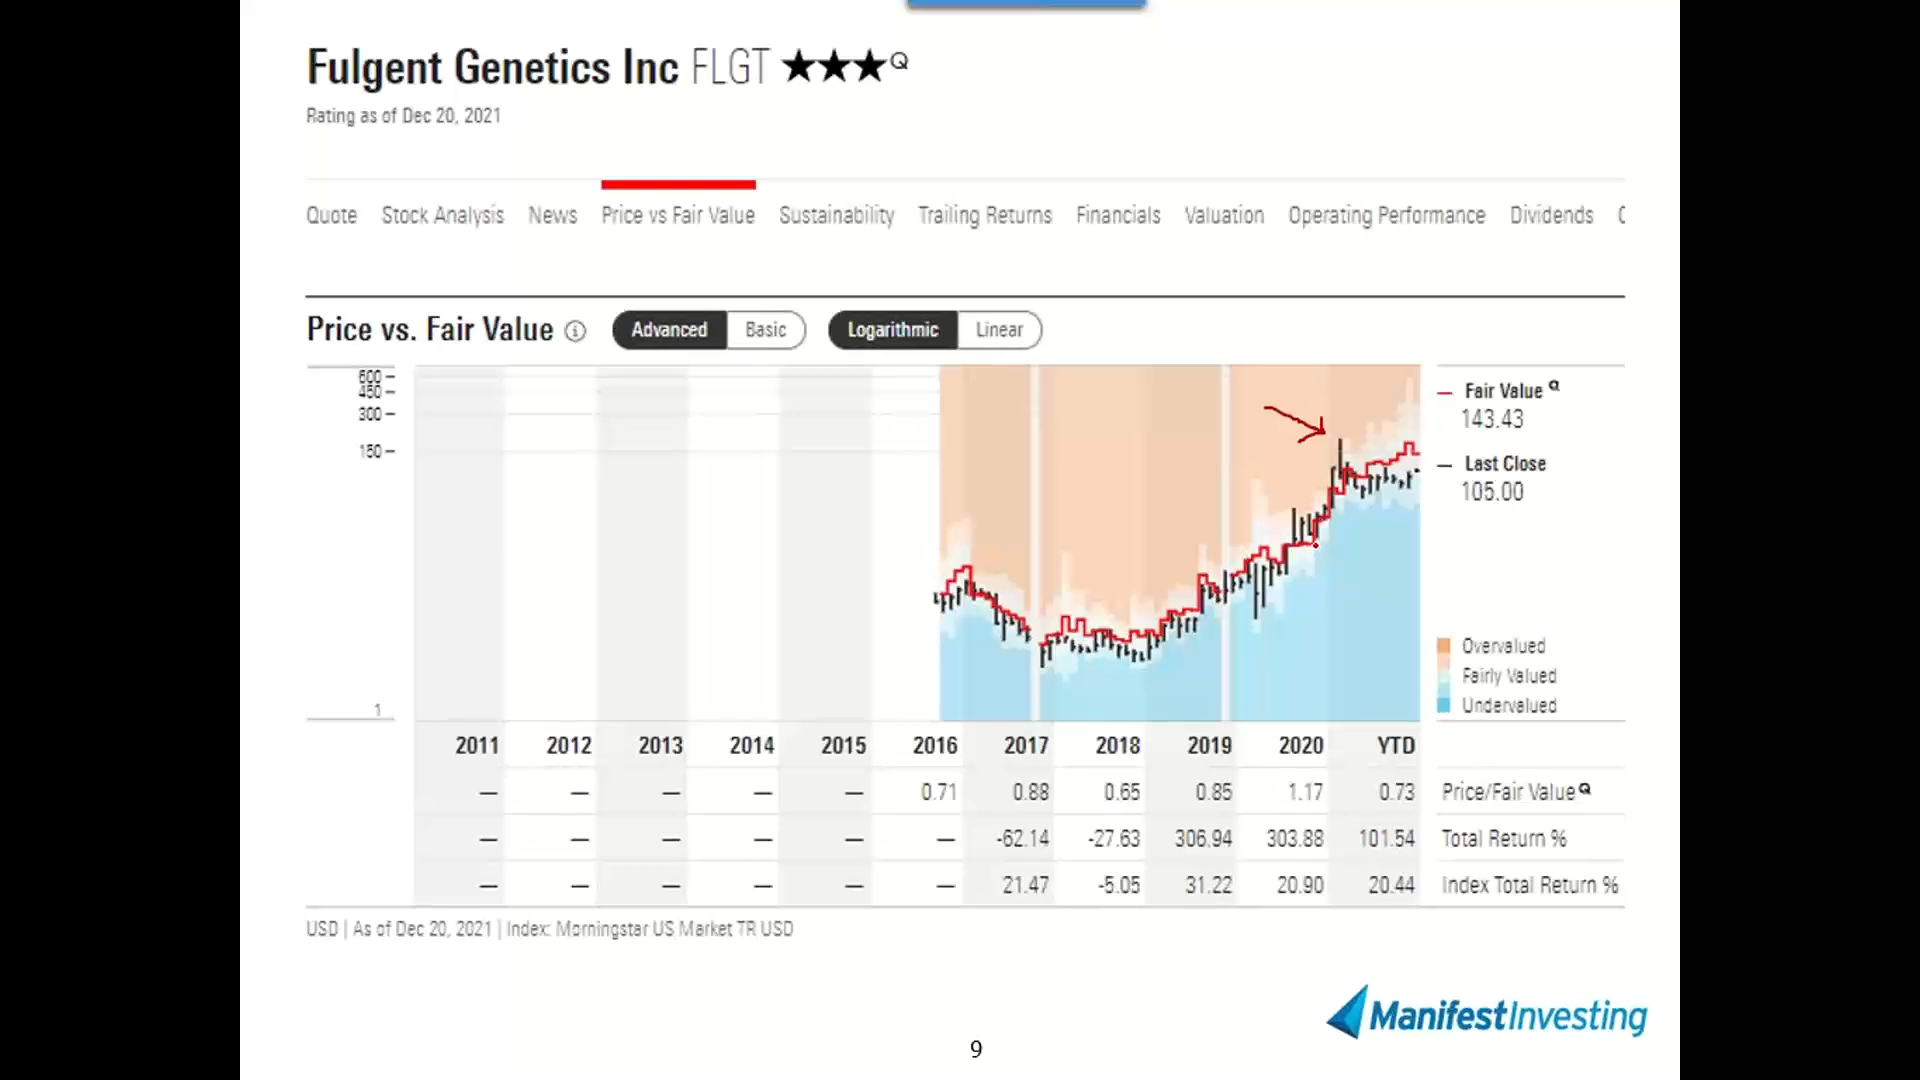 Fulgent Genetics Inc FLGT ★★★Q
Rating as of Dec 20, 2021
Quote Stock Analysis News Price vs Fair Value Sustainability Trailing Returns Financials Valuation Operating Performance Dividends
Price vs. Fair Value Advanced Basic Logarithmic Linear
600
450
300
150
1
Fair Value Q
143.43
Last Close
105.00
Overvalued
Fairly Valued
Undervalued
2011 2012 2013 2014 2015 2016 2017 2018 2019 2020 YTD
— — — — — 0.71 0.88 0.65 0.85 1.17 0.73 Price/Fair Value Q
— — — — — — -62.14 -27.63 306.94 303.88 101.54 Total Return %
— — — — — — 21.47 -5.05 31.22 20.90 20.44 Index Total Return %
USD | As of Dec 20, 2021 | Index: Morningstar US Market TR USD
ManifestInvesting
9